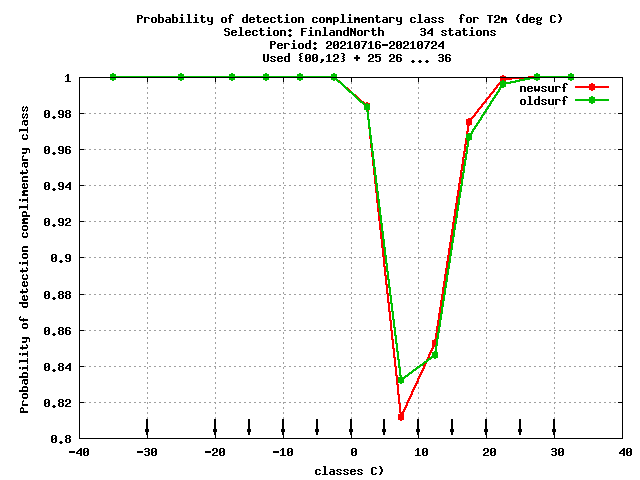 Probability of detection complimentary class  for T2m (deg C)
Selection: FinlandNorth     34 stations
Period: 20210716-20210724
Used {00,12} + 25 26 ... 36
newsurf
oldsurf
Probability of detection complimentary class
1
0.98
0.96
0.94
0.92
0.9
0.88
0.86
0.84
0.82
0.8
-40 -30 -20 -10 0 10 20 30 40
classes C)